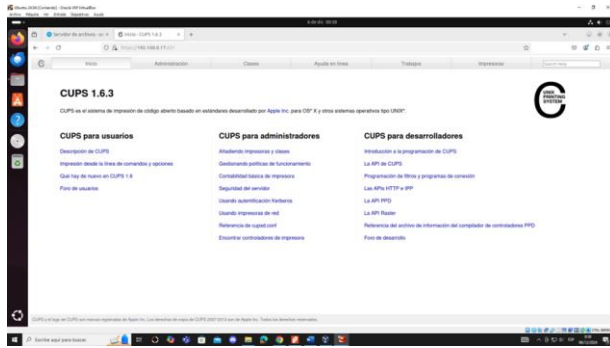 Inicio
Administración
Clases
Ayuda en línea
Trabajos
Impresoras
CUPS 1.6.3
CUPS es el sistema de impresión de código abierto basado en estándares desarrollado por Apple Inc. para OS® X y otros sistemas operativos tipo UNIX®.
UNIX
PRINTING
SYSTEM
CUPS para usuarios
Descripción de CUPS
Impresión desde la línea de comandos y opciones
Qué hay de nuevo en CUPS 1.6
Foro de usuarios
CUPS para administradores
Añadiendo impresoras y clases
Gestionando políticas de funcionamiento
Contabilidad básica de impresora
Seguridad del servidor
Usando autentificación Kerberos
Usando impresoras de red
Referencia de cupsd.conf
Encontrar controladores de impresora
CUPS para desarrolladores
Introducción a la programación de CUPS
La API de CUPS
Programación de filtros y programas de conexión
Las APIs HTTP e IPP
La API PPD
La API Raster
Referencia del archivo de información del compilador de controladores PPD
Foro de desarrollo
Escribe aquí para buscar